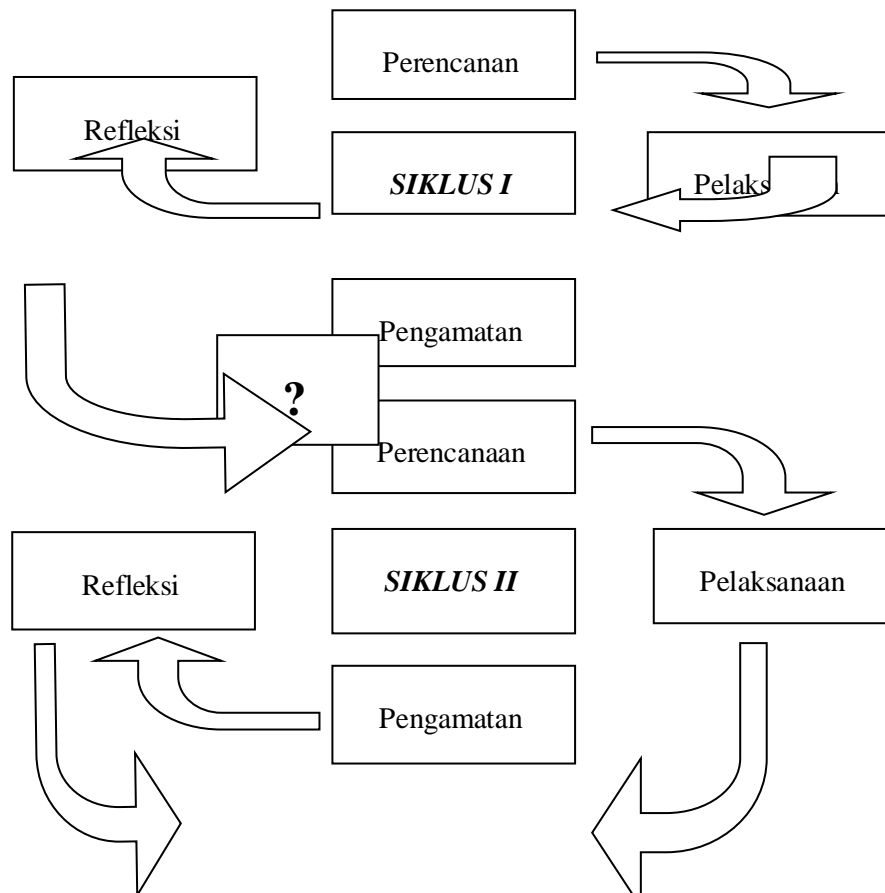 Perencanan
Refleksi
SIKLUS I
Pengamatan
?
Perencanaan
Refleksi
SIKLUS II
Pelaksanaan
Pengamatan